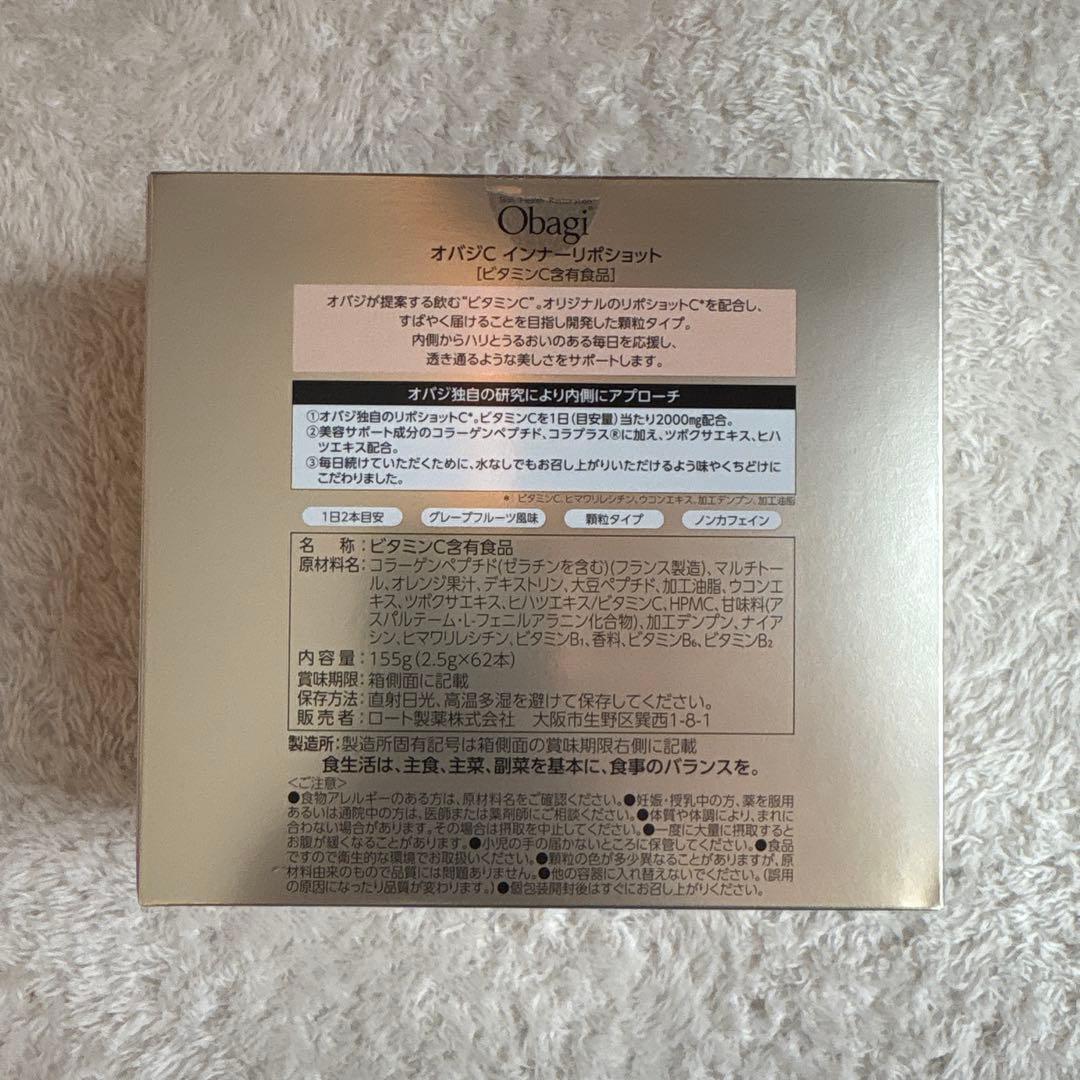 Skin Health Restoration
Obagi
オバジC インナーリポショット
[ビタミンC含有食品]
オバジが提案する飲む"ビタミンC"。オリジナルのリポショットC*を配合し、
すばやく届けることを目指し開発した顆粒タイプ。
内側からハリとうるおいのある毎日を応援し、
透き通るような美しさをサポートします。
オバジ独自の研究により内側にアプローチ
①オバジ独自のリポショットC*。ビタミンCを1日(目安量)当たり2000mg配合。
②美容サポート成分のコラーゲンペプチド、コラプラス®に加え、ツボクサエキス、ヒハ
ツエキス配合。
③毎日続けていただくために、水なしでもお召し上がりいただけるよう味やくちどけに
こだわりました。
* ビタミンC、ヒマワリレシチン、ウコンエキス、加工デンプン、加工油脂
1日2本目安 グレープフルーツ風味 顆粒タイプ ノンカフェイン
名 称:ビタミンC含有食品
原材料名:コラーゲンペプチド(ゼラチンを含む)(フランス製造)、マルチトー
ル、オレンジ果汁、デキストリン、大豆ペプチド、加工油脂、ウコンエ
キス、ツボクサエキス、ヒハツエキス/ビタミンC、HPMC、甘味料(ア
スパルテーム・L-フェニルアラニン化合物)、加工デンプン、ナイア
シン、ヒマワリレシチン、ビタミンB₁、香料、ビタミンB₆、ビタミンB₂
内容量:155g(2.5g×62本)
賞味期限:箱側面に記載
保存方法:直射日光、高温多湿を避けて保存してください。
販売者:ロート製薬株式会社 大阪市生野区巽西1-8-1
製造所:製造所固有記号は箱側面の賞味期限右側に記載
食生活は、主食、主菜、副菜を基本に、食事のバランスを。
<ご注意>
●食物アレルギーのある方は、原材料名をご確認ください。●妊娠・授乳中の方、薬を服用
あるいは通院中の方は、医師または薬剤師にご相談ください。●体質や体調により、まれに
合わない場合があります。その場合は摂取を中止してください。●一度に大量に摂取すると
お腹が緩くなることがあります。●小児の手の届かないところに保管してください。●食品
ですので衛生的な環境でお取扱いください。●顆粒の色が多少異なることがありますが、原
材料由来のもので品質には問題ありません。●他の容器に入れ替えないでください。(誤用
の原因になったり品質が変わります。)●個包装開封後はすぐにお召し上がりください。